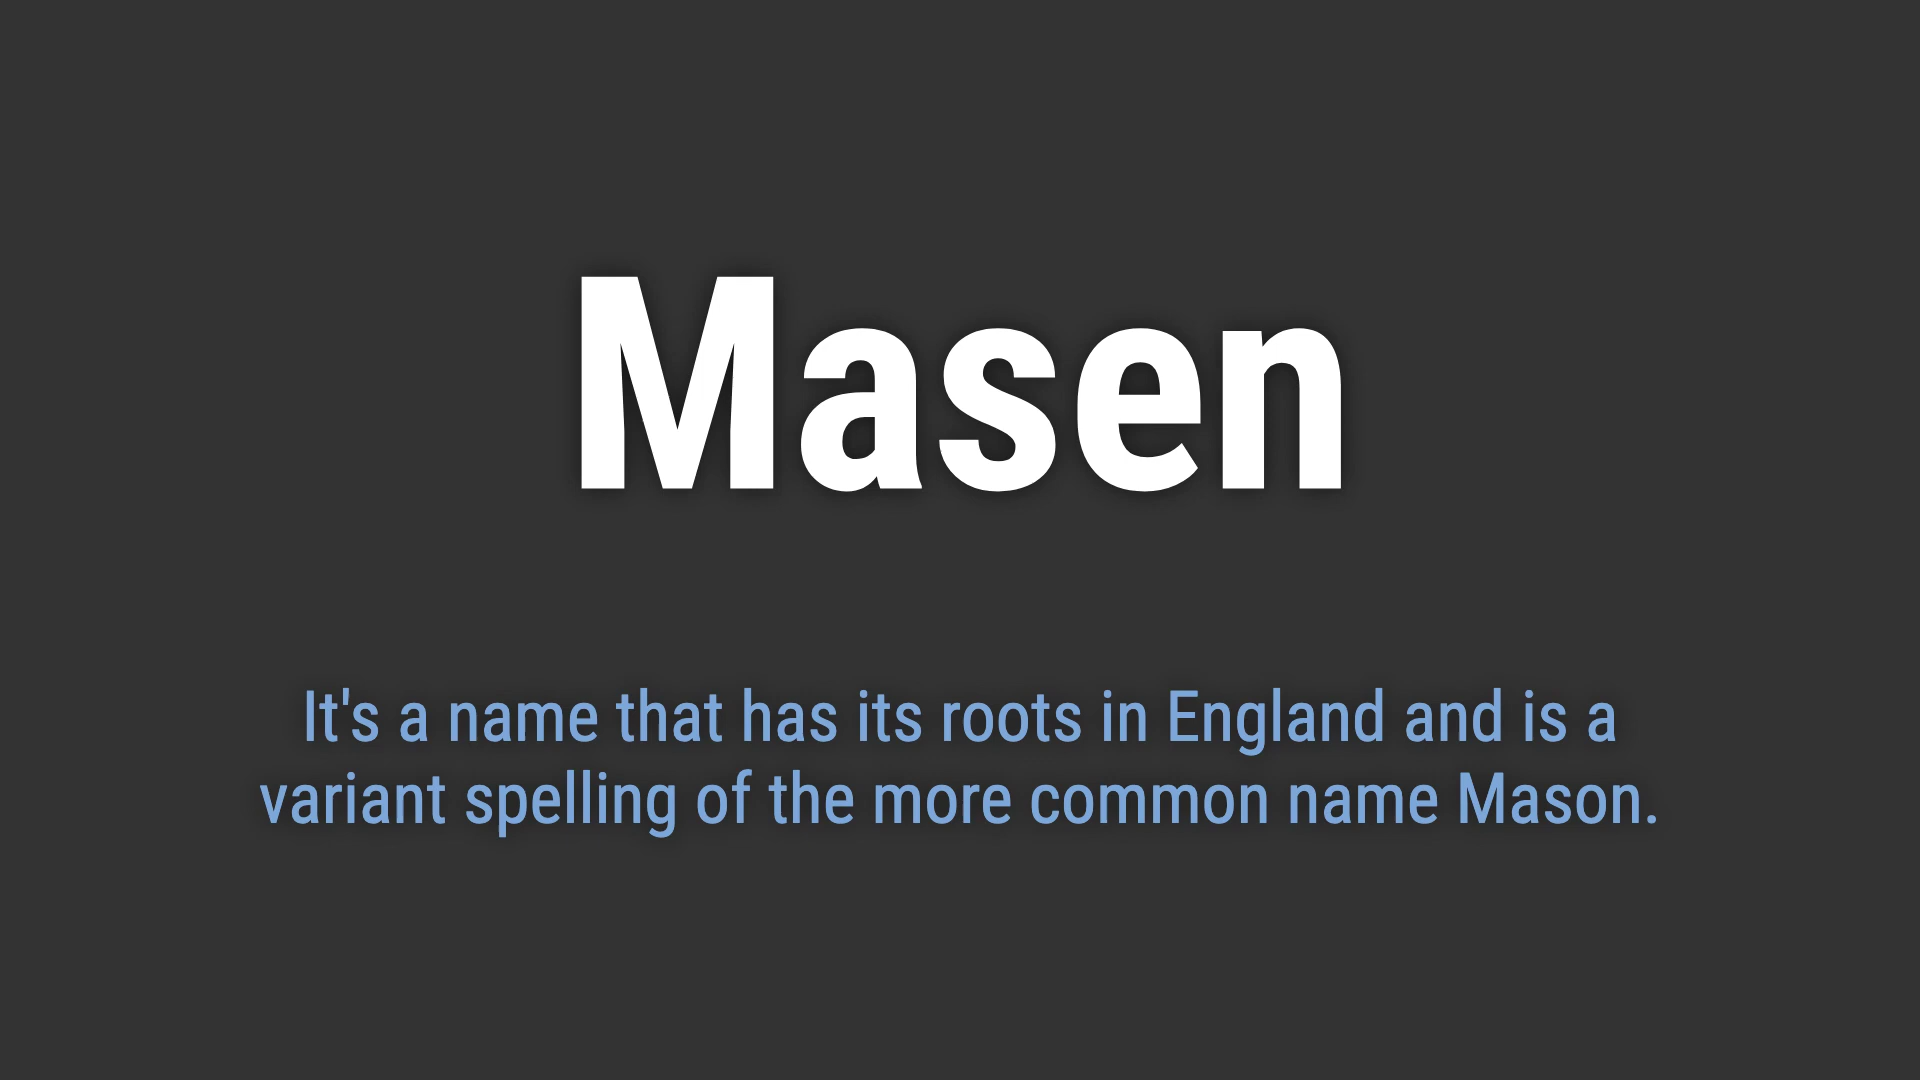 Masen
It's a name that has its roots in England and is a
variant spelling of the more common name Mason.